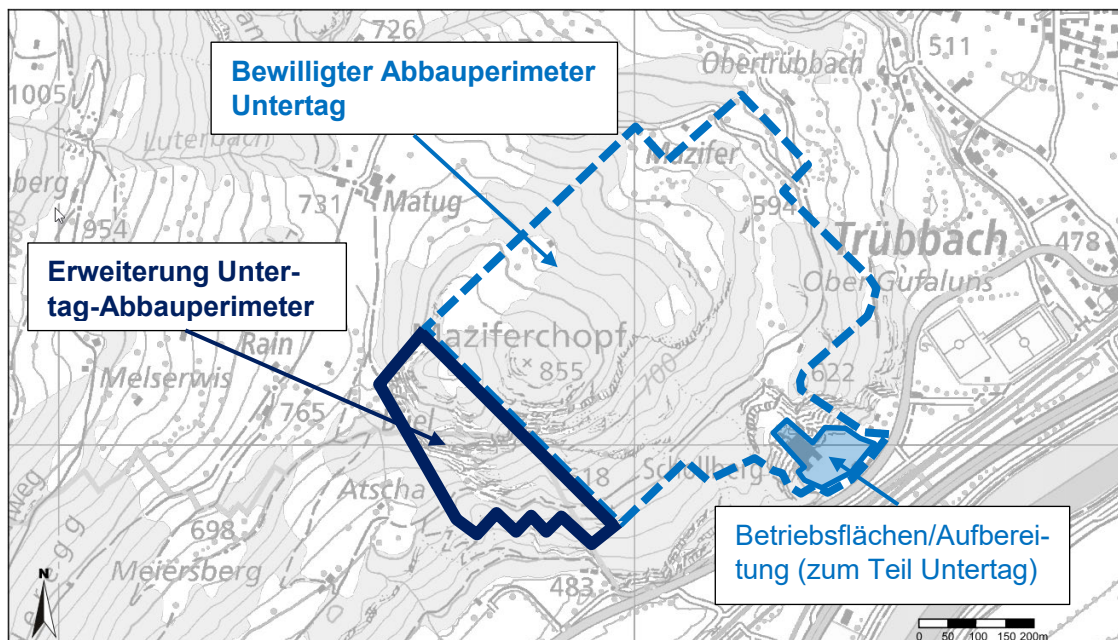 726
511
1005
Bewilligter Abbauperimeter
Untertag
Obertrübbach
Luterbach
Mazifer
731
Matug
594
954
Trübbach
478
Erweiterung Unter-
tag-Abbauperimeter
Ober Gufaluns
aziferchopf
Rain
855
700
622
Melserwis
765
Atscha
618
Schollberg
698
Meiersberg
483
Betriebsflächen/Aufberei-
tung (zum Teil Untertag)
N
0 50 100 150 200m